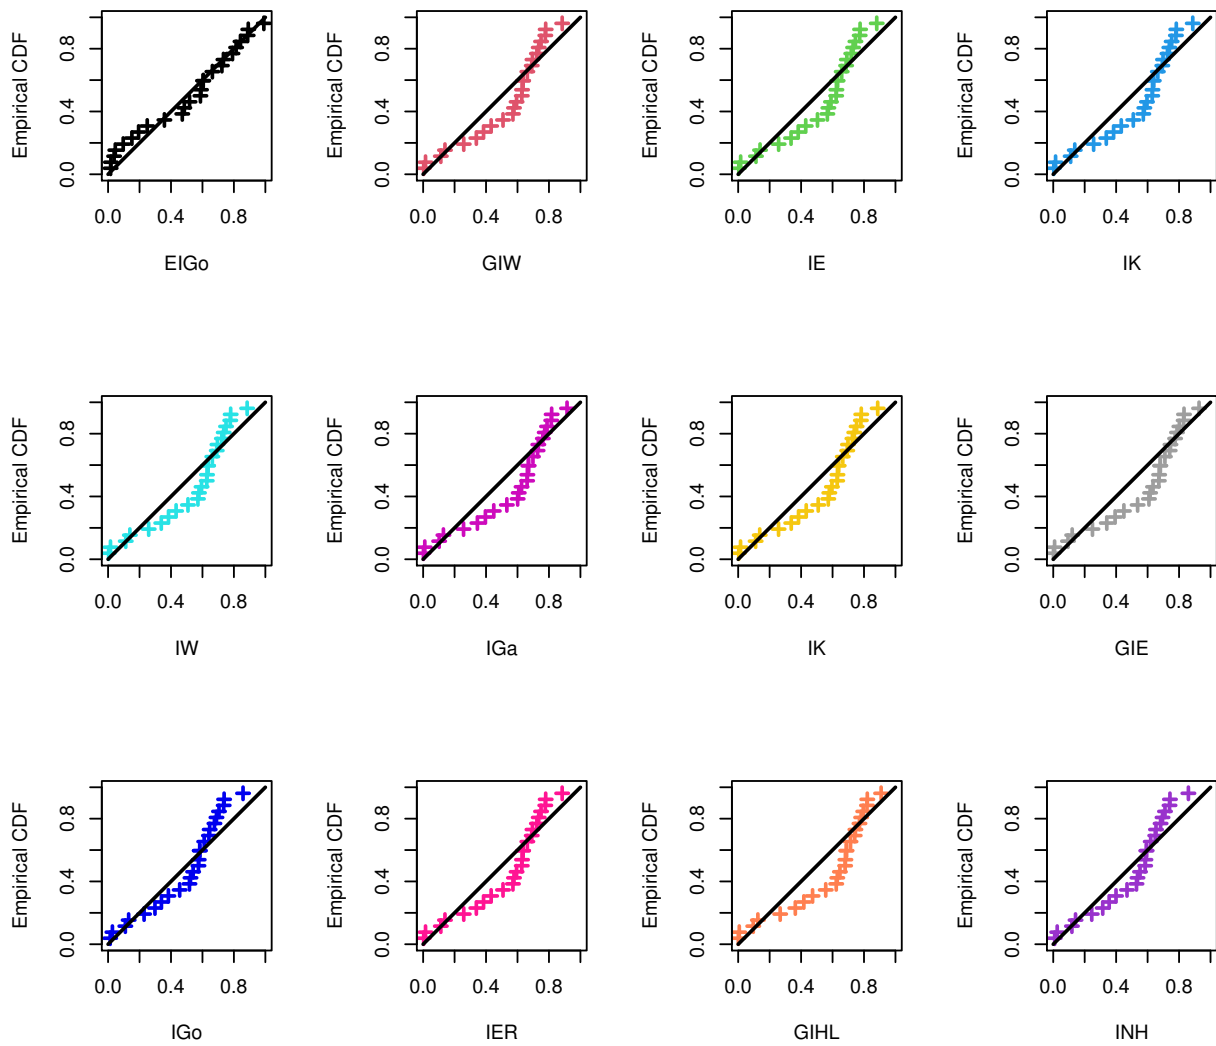 Empirical CDF Empirical CDF Empirical CDF Empirical CDF
0.8 0.8 0.8 0.8
0.4 0.4 0.4 0.4
0.0 0.0 0.0 0.0
0.0 0.4 0.8 0.0 0.4 0.8 0.0 0.4 0.8 0.0 0.4 0.8
EIGo GIW IE IK
Empirical CDF Empirical CDF Empirical CDF Empirical CDF
0.8 0.8 0.8 0.8
0.4 0.4 0.4 0.4
0.0 0.0 0.0 0.0
0.0 0.4 0.8 0.0 0.4 0.8 0.0 0.4 0.8 0.0 0.4 0.8
IW IGa IK GIE
Empirical CDF Empirical CDF Empirical CDF Empirical CDF
0.8 0.8 0.8 0.8
0.4 0.4 0.4 0.4
0.0 0.0 0.0 0.0
0.0 0.4 0.8 0.0 0.4 0.8 0.0 0.4 0.8 0.0 0.4 0.8
IGo IER GIHL INH